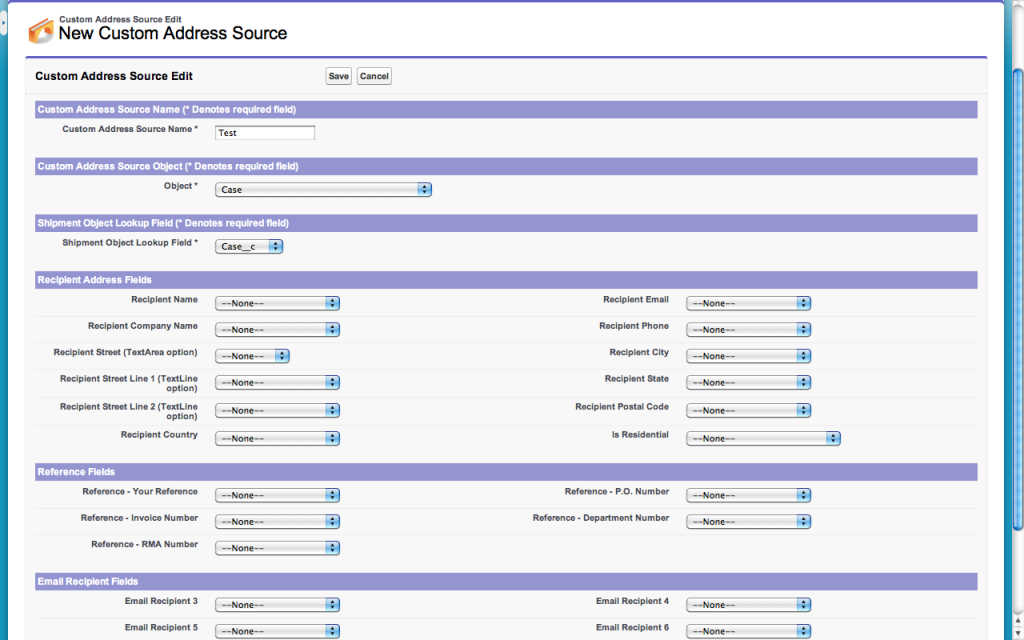 Custom Address Source Edit
New Custom Address Source
Custom Address Source Edit
Save Cancel
Custom Address Source Name (* Denotes required field)
Custom Address Source Name * Test
Custom Address Source Object (* Denotes required field)
Object * Case
Shipment Object Lookup Field (* Denotes required field)
Shipment Object Lookup Field * Case__c
Recipient Address Fields
Recipient Name --None-- Recipient Email --None--
Recipient Company Name --None-- Recipient Phone --None--
Recipient Street (TextArea option) --None-- Recipient City --None--
Recipient Street Line 1 (TextLine
option) --None-- Recipient State --None--
Recipient Street Line 2 (TextLine
option) --None-- Recipient Postal Code --None--
Recipient Country --None-- Is Residential --None--
Reference Fields
Reference - Your Reference --None-- Reference - P.O. Number --None--
Reference - Invoice Number --None-- Reference - Department Number --None--
Reference - RMA Number --None--
Email Recipient Fields
Email Recipient 3 --None-- Email Recipient 4 --None--
Email Recipient 5 --None-- Email Recipient 6 --None--